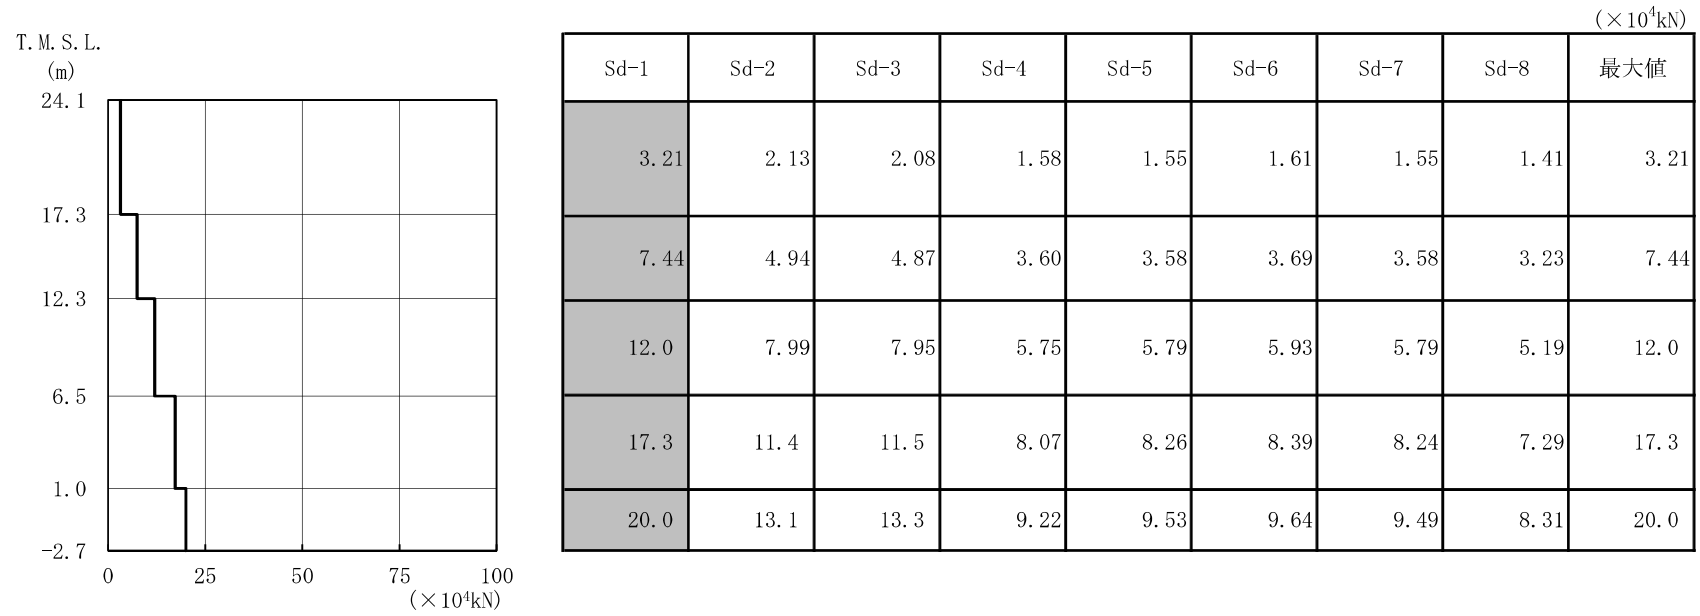 T.M.S.L.
(m)
24.1
17.3
12.3
6.5
1.0
-2.7
0 25 50 75 100
(×10⁴kN)
(×10⁴kN)
Sd-1 Sd-2 Sd-3 Sd-4 Sd-5 Sd-6 Sd-7 Sd-8 最大値
3.21 2.13 2.08 1.58 1.55 1.61 1.55 1.41 3.21
7.44 4.94 4.87 3.60 3.58 3.69 3.58 3.23 7.44
12.0 7.99 7.95 5.75 5.79 5.93 5.79 5.19 12.0
17.3 11.4 11.5 8.07 8.26 8.39 8.24 7.29 17.3
20.0 13.1 13.3 9.22 9.53 9.64 9.49 8.31 20.0